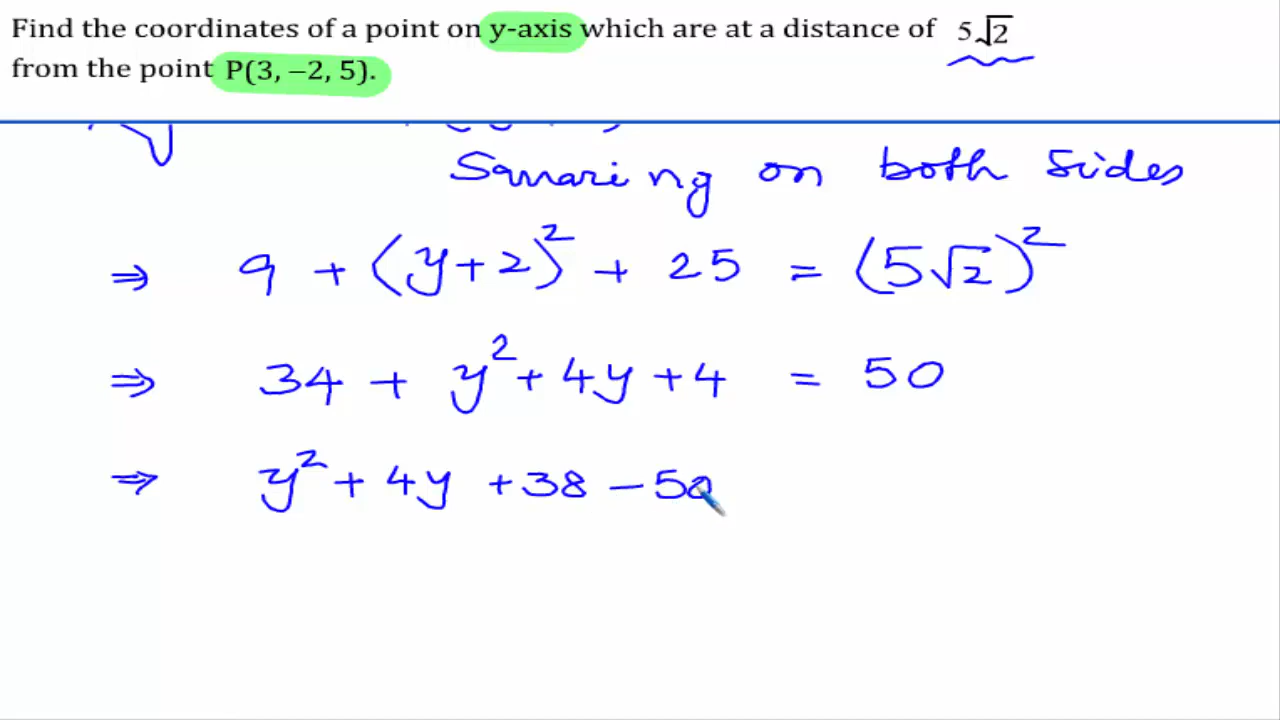 Find the coordinates of a point on y-axis which are at a distance of 5√2
from the point P(3, −2, 5).
Squaring on both sides
⇒ 9 + (y+2)² + 25 = (5√2)²
⇒ 34 + y² + 4y + 4 = 50
⇒ y² + 4y + 38 − 50